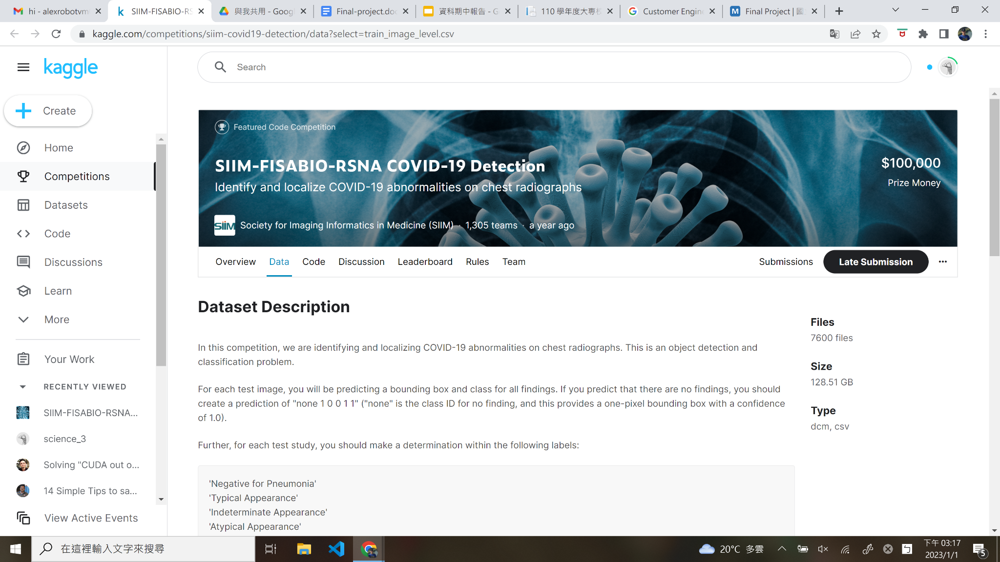 hi - alexrobotvm
SIIM-FISABIO-RS
與我共用 - Googl
Final-project.doc
資科期中報告 - G
110 學年度大專校
Customer Engine
Final Project | 國
kaggle.com/competitions/siim-covid19-detection/data?select=train_image_level.csv
kaggle
Search
Create
Home
Competitions
Datasets
Code
Discussions
Learn
More
Your Work
RECENTLY VIEWED
SIIM-FISABIO-RSNA...
science_3
Solving "CUDA out o...
14 Simple Tips to sa...
View Active Events
Featured Code Competition
SIIM-FISABIO-RSNA COVID-19 Detection
Identify and localize COVID-19 abnormalities on chest radiographs
$100,000
Prize Money
SIIM Society for Imaging Informatics in Medicine (SIIM) · 1,305 teams · a year ago
Overview Data Code Discussion Leaderboard Rules Team Submissions Late Submission
Dataset Description
In this competition, we are identifying and localizing COVID-19 abnormalities on chest radiographs. This is an object detection and
classification problem.
For each test image, you will be predicting a bounding box and class for all findings. If you predict that there are no findings, you should
create a prediction of "none 1 0 0 1 1" ("none" is the class ID for no finding, and this provides a one-pixel bounding box with a confidence
of 1.0).
Further, for each test study, you should make a determination within the following labels:
'Negative for Pneumonia'
'Typical Appearance'
'Indeterminate Appearance'
'Atypical Appearance'
Files
7600 files
Size
128.51 GB
Type
dcm, csv
在這裡輸入文字來搜尋
20°C 多雲
ㄅ
下午 03:17
2023/1/1
5